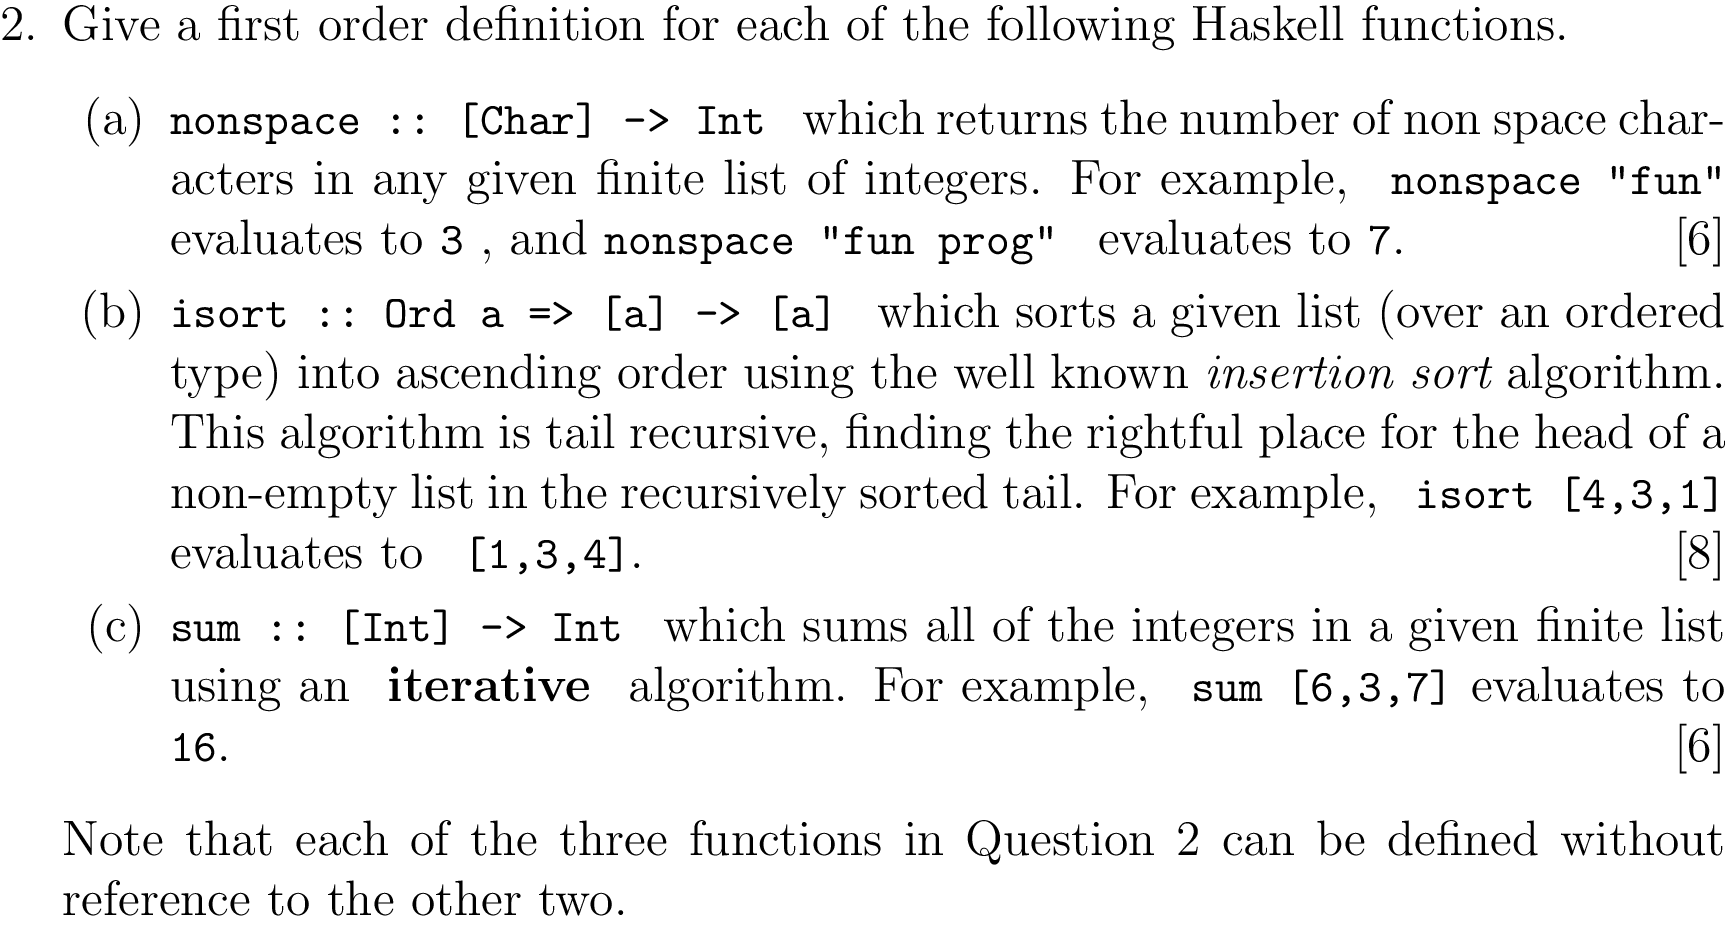 2. Give a first order definition for each of the following Haskell functions.
(a) nonspace :: [Char] -> Int which returns the number of non space char-
acters in any given finite list of integers. For example, nonspace "fun"
evaluates to 3 , and nonspace "fun prog" evaluates to 7. [6]
(b) isort :: Ord a => [a] -> [a] which sorts a given list (over an ordered
type) into ascending order using the well known insertion sort algorithm.
This algorithm is tail recursive, finding the rightful place for the head of a
non-empty list in the recursively sorted tail. For example, isort [4,3,1]
evaluates to [1,3,4]. [8]
(c) sum :: [Int] -> Int which sums all of the integers in a given finite list
using an iterative algorithm. For example, sum [6,3,7] evaluates to
16. [6]
Note that each of the three functions in Question 2 can be defined without
reference to the other two.